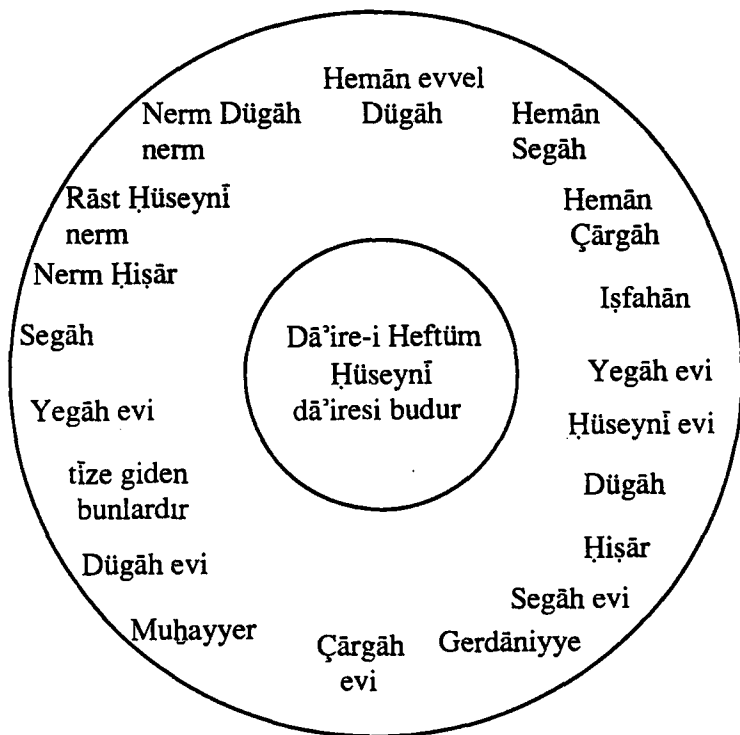 Hemān evvel
Dügāh
Hemān
Segāh
Hemān
Çārgāh
Iṣfahān
Yegāh evi
Ḥüseynī evi
Dügāh
Ḥiṣār
Segāh evi
Gerdāniyye
Çārgāh
evi
Muḥayyer
Dügāh evi
tīze giden
bunlardır
Yegāh evi
Segāh
Nerm Ḥiṣār
Rāst Ḥüseynī
nerm
Nerm Dügāh
nerm
Dā’ire-i Heftüm
Ḥüseynī
dā’iresi budur